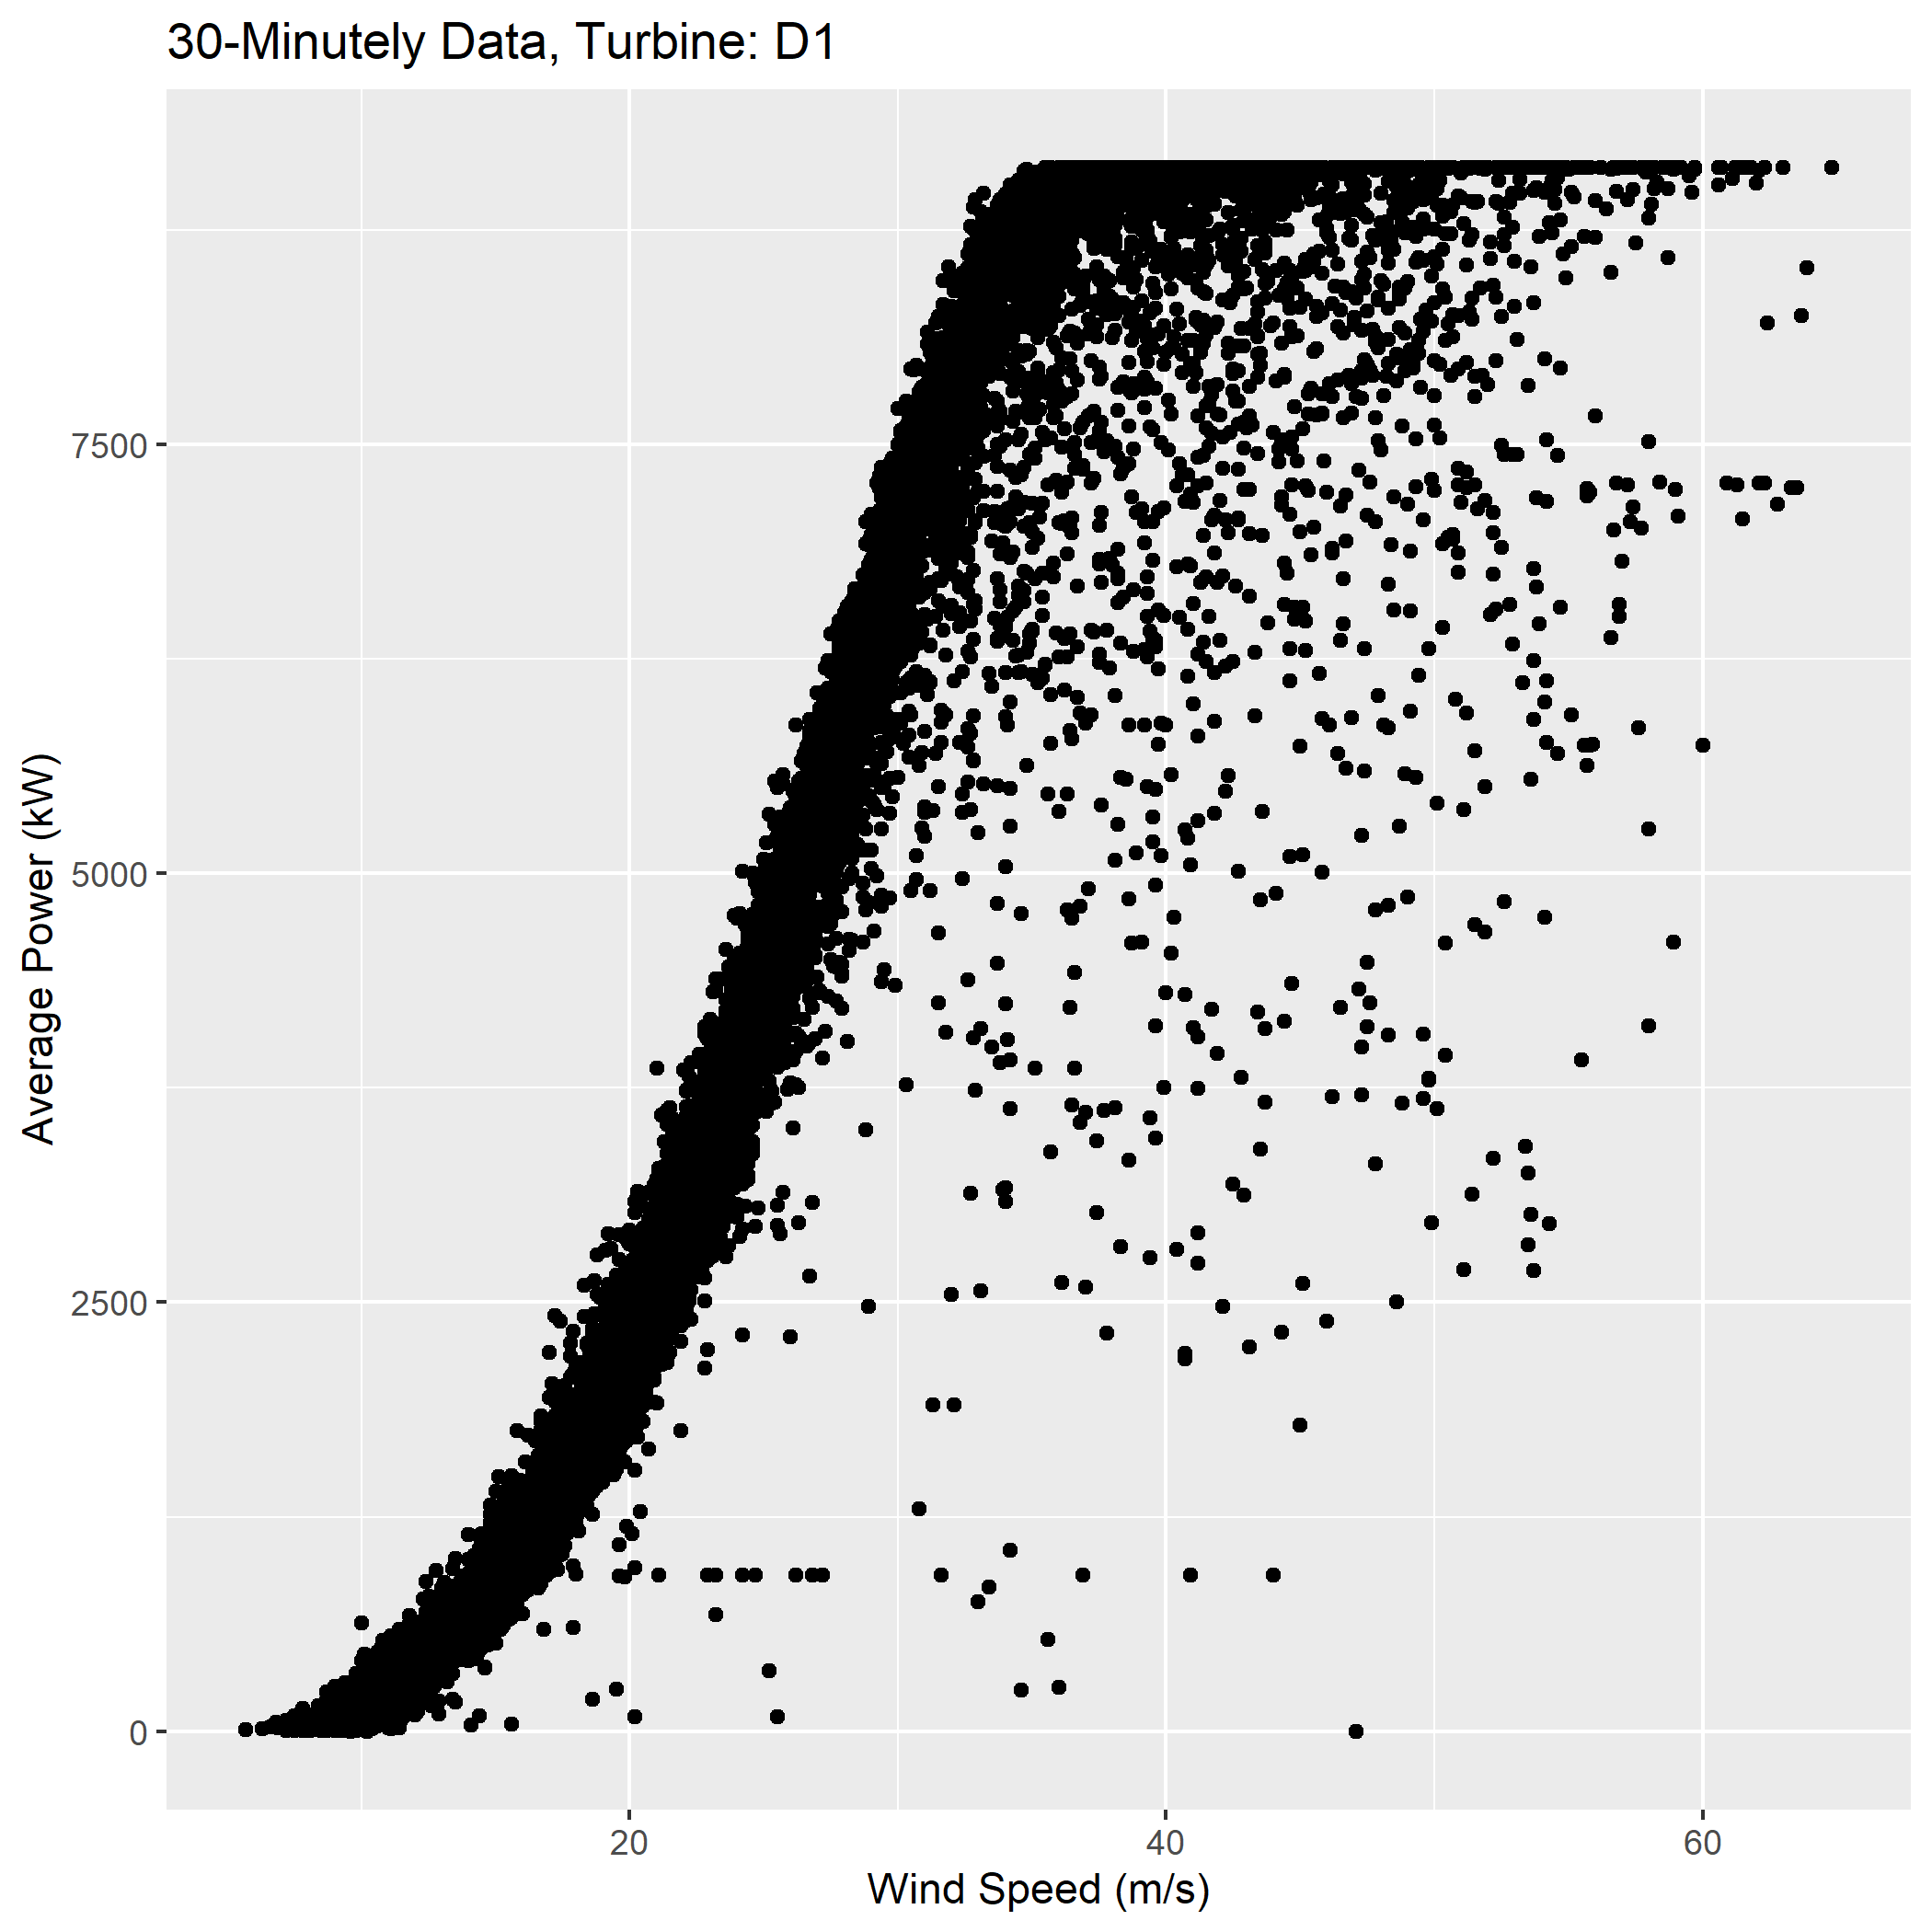 30-Minutely Data, Turbine: D1
Average Power (kW)
7500
5000
2500
0
20 40 60
Wind Speed (m/s)